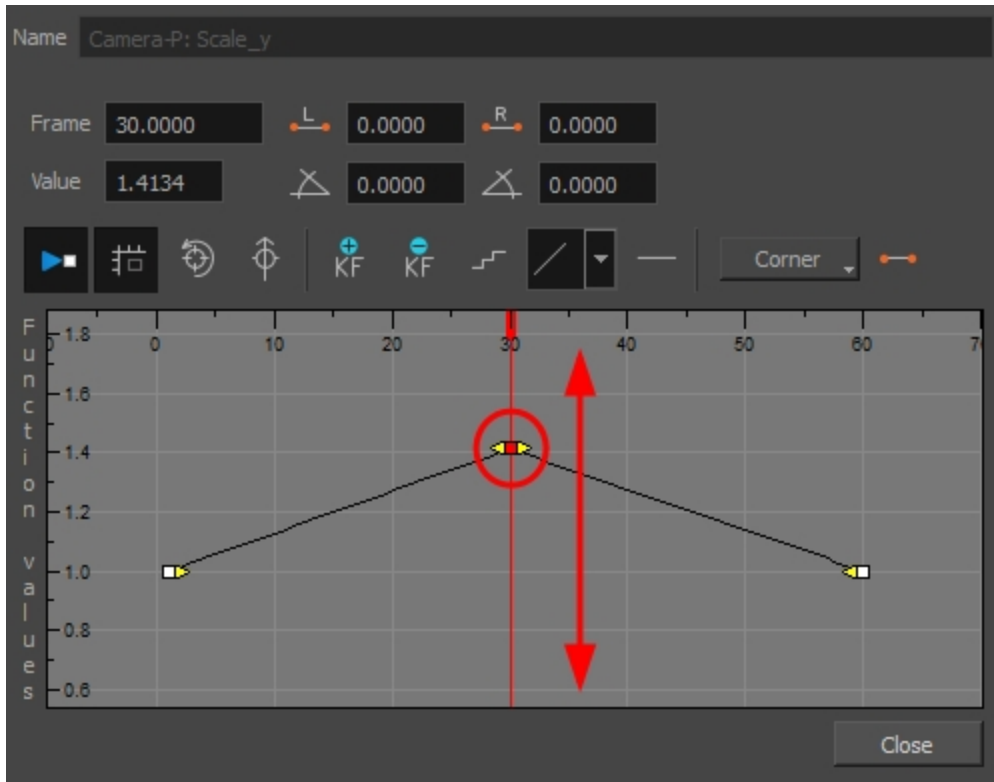 Name Camera-P: Scale_y
Frame 30.0000 L 0.0000 R 0.0000
Value 1.4134 0.0000 0.0000
KF KF Corner
Function values
0 10 20 30 40 50 60
1.8
1.6
1.4
1.2
1.0
0.8
0.6
Close